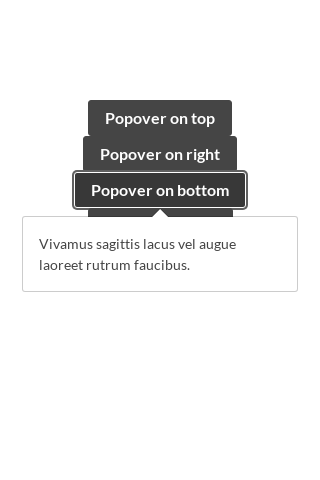 Popover on top
Popover on right
Popover on bottom
Vivamus sagittis lacus vel augue
laoreet rutrum faucibus.